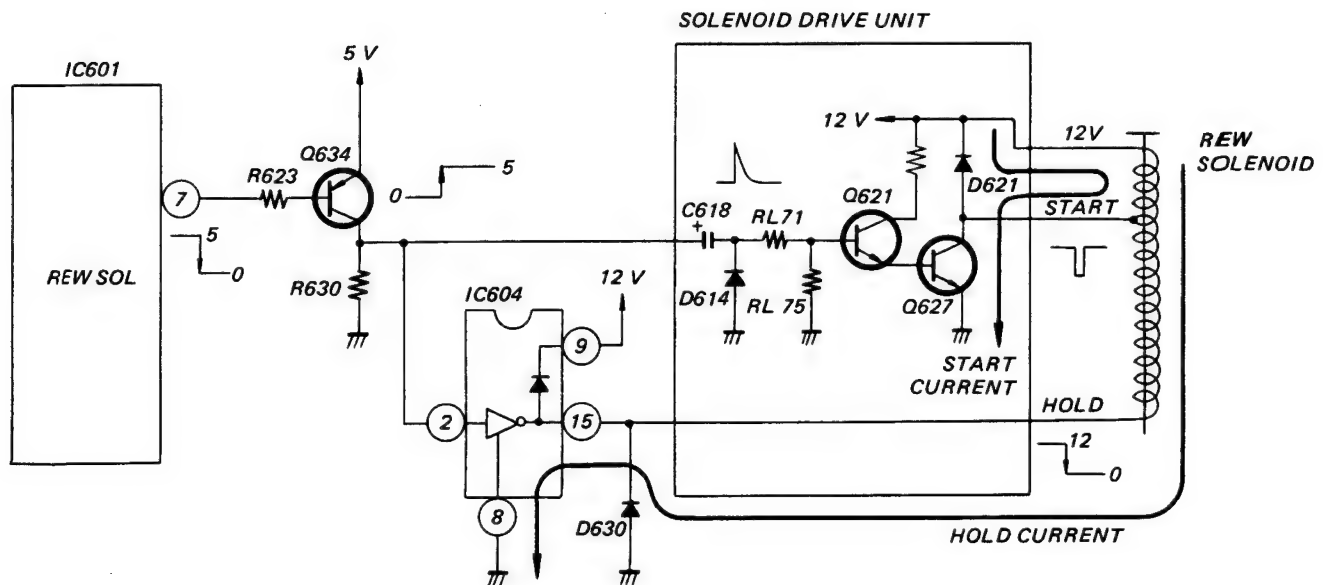 SOLENOID DRIVE UNIT
5 V
IC601
12 V
12V
REW
SOLENOID
Q634
5
0
R623
7
D621
Q621
START
C618
+
RL71
5
0
REW SOL
R630
D614
RL 75
Q627
IC604
12 V
9
START
CURRENT
HOLD
2
15
12
0
8
D630
HOLD CURRENT